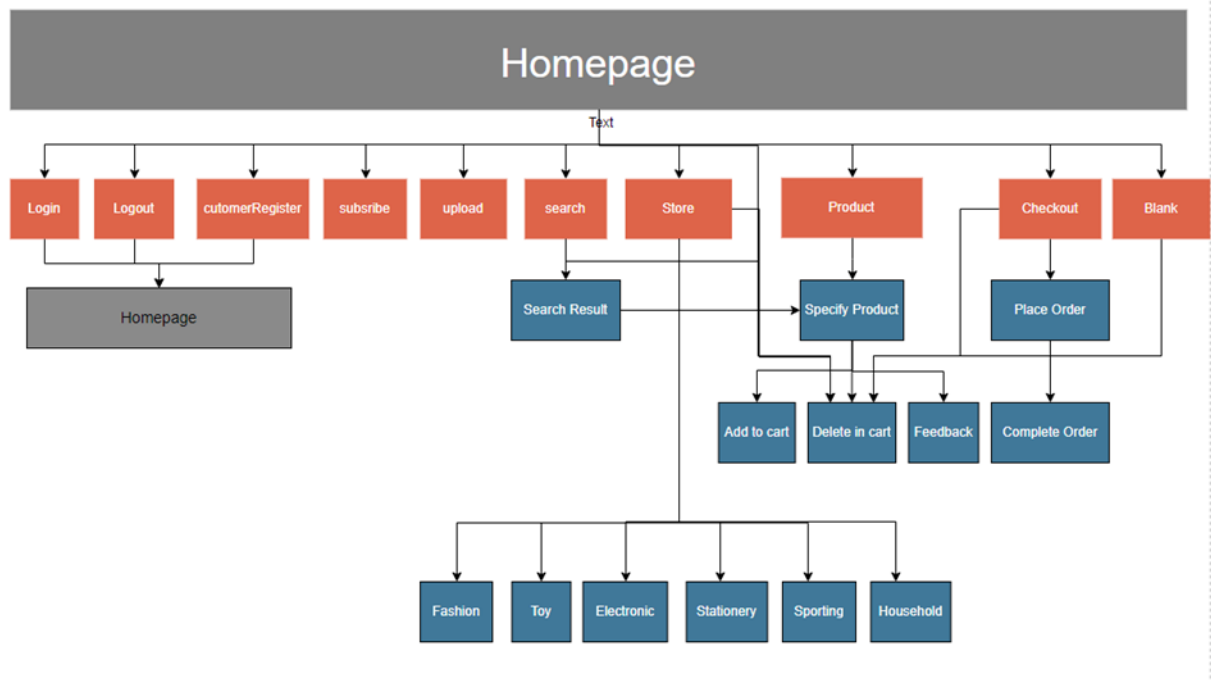 Homepage
Text
Login
Logout
cutomerRegister
subsribe
upload
search
Store
Product
Checkout
Blank
Homepage
Search Result
Specify Product
Place Order
Add to cart
Delete in cart
Feedback
Complete Order
Fashion
Toy
Electronic
Stationery
Sporting
Household